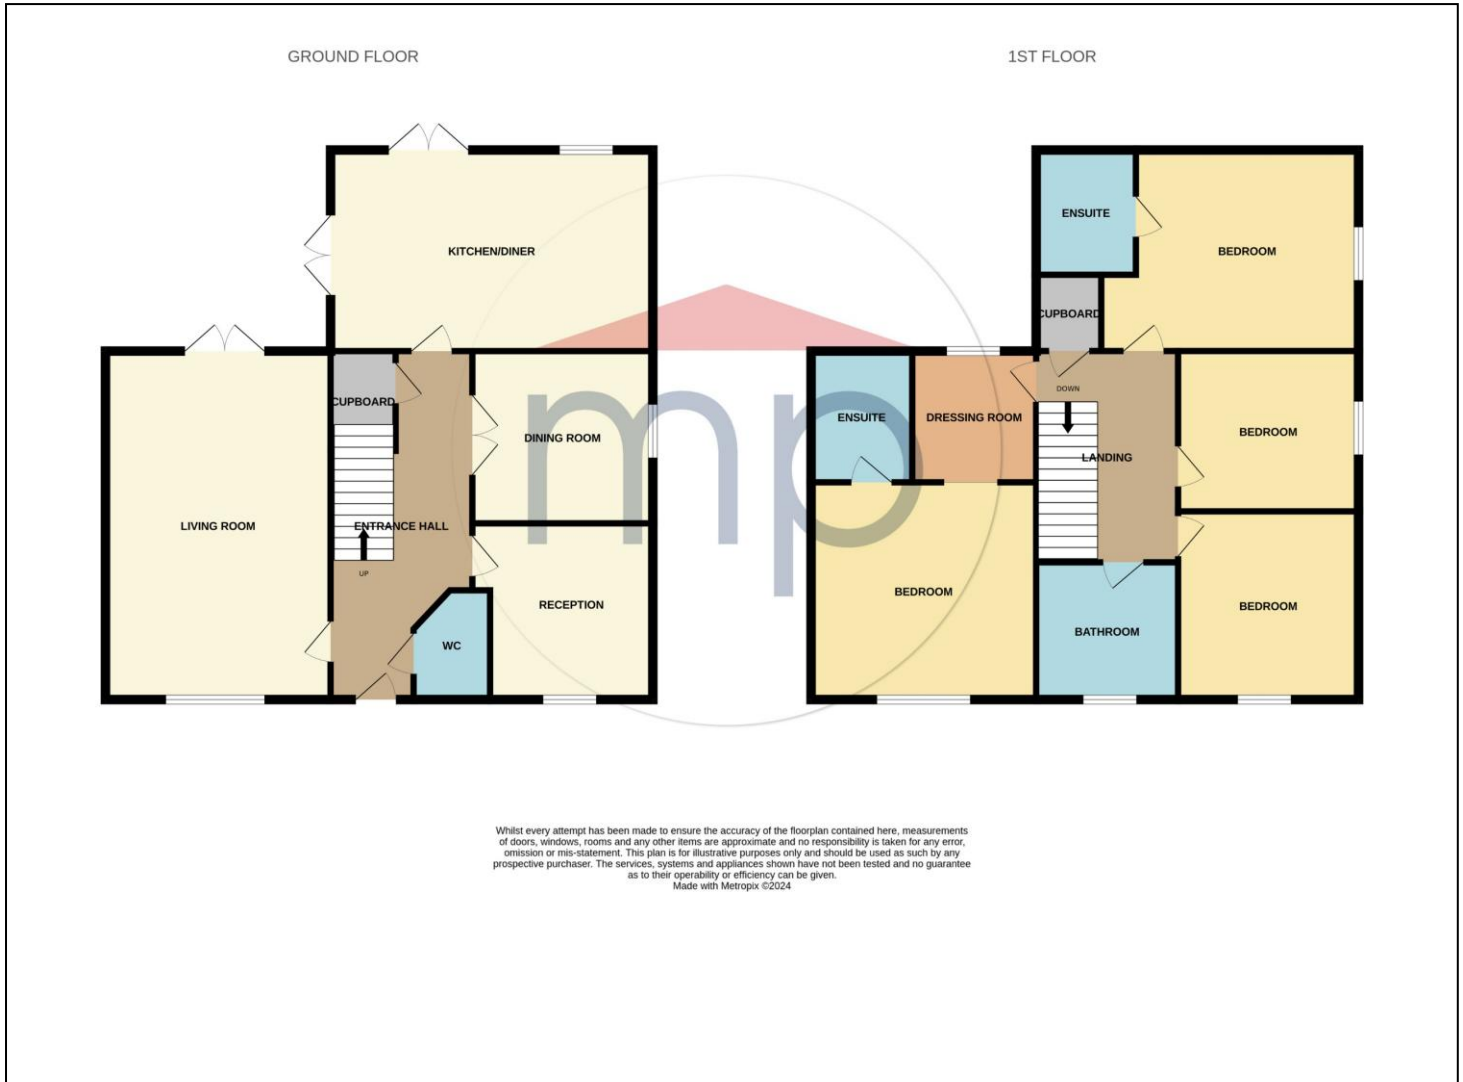 GROUND FLOOR
1ST FLOOR
KITCHEN/DINER
CUPBOARD
DINING ROOM
LIVING ROOM
ENTRANCE HALL
UP
RECEPTION
WC
ENSUITE
BEDROOM
CUPBOARD
DOWN
ENSUITE
DRESSING ROOM
BEDROOM
LANDING
BEDROOM
BEDROOM
BATHROOM
mp
Whilst every attempt has been made to ensure the accuracy of the floorplan contained here, measurements
of doors, windows, rooms and any other items are approximate and no responsibility is taken for any error,
omission or mis-statement. This plan is for illustrative purposes only and should be used as such by any
prospective purchaser. The services, systems and appliances shown have not been tested and no guarantee
as to their operability or efficiency can be given.
Made with Metropix ©2024